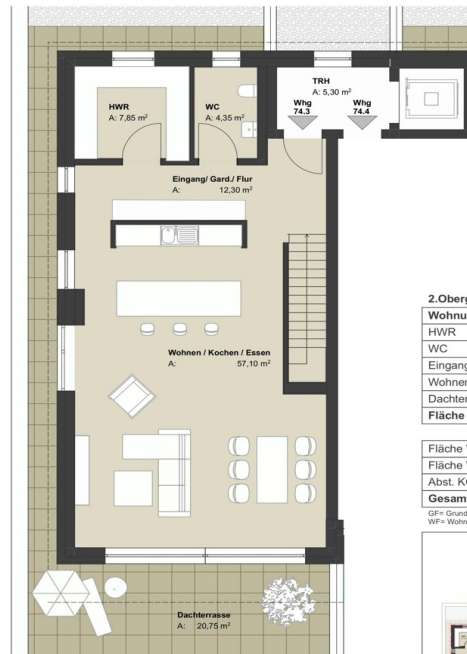 TRH
A: 5,30 m²
Whg
74.3
Whg
74.4
HWR
A: 7,85 m²
WC
A: 4,35 m²
Eingang/ Gard./ Flur
A: 12,30 m²
Wohnen / Kochen / Essen
A: 57,10 m²
Dachterrasse
A: 20,75 m²
2.Oberg
Wohnu
HWR
WC
Eingang
Wohnen
Dachter
Fläche
Fläche
Fläche
Abst. K
Gesam
GF= Grund
WF= Wohn